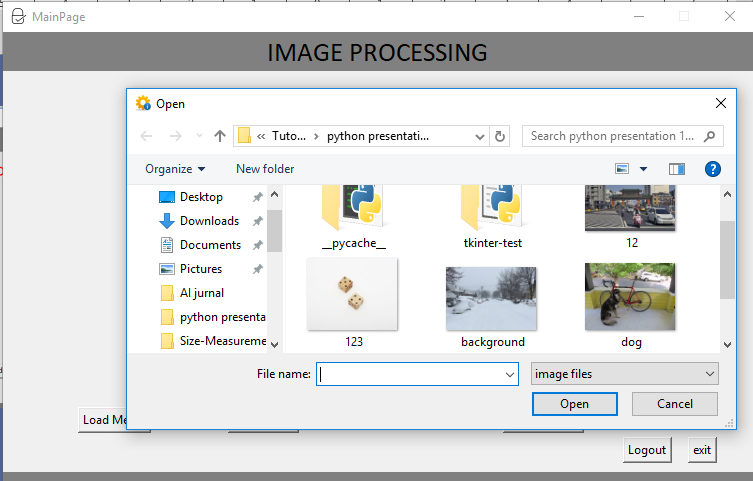 MainPage
IMAGE PROCESSING
Open
« Tuto... > python presentati...
Search python presentation 1...
Organize
New folder
Desktop
Downloads
Documents
Pictures
AI jurnal
python presenta
Size-Measureme
__pycache__
tkinter-test
12
123
background
dog
File name:
image files
Open
Cancel
Load Me
Logout
exit